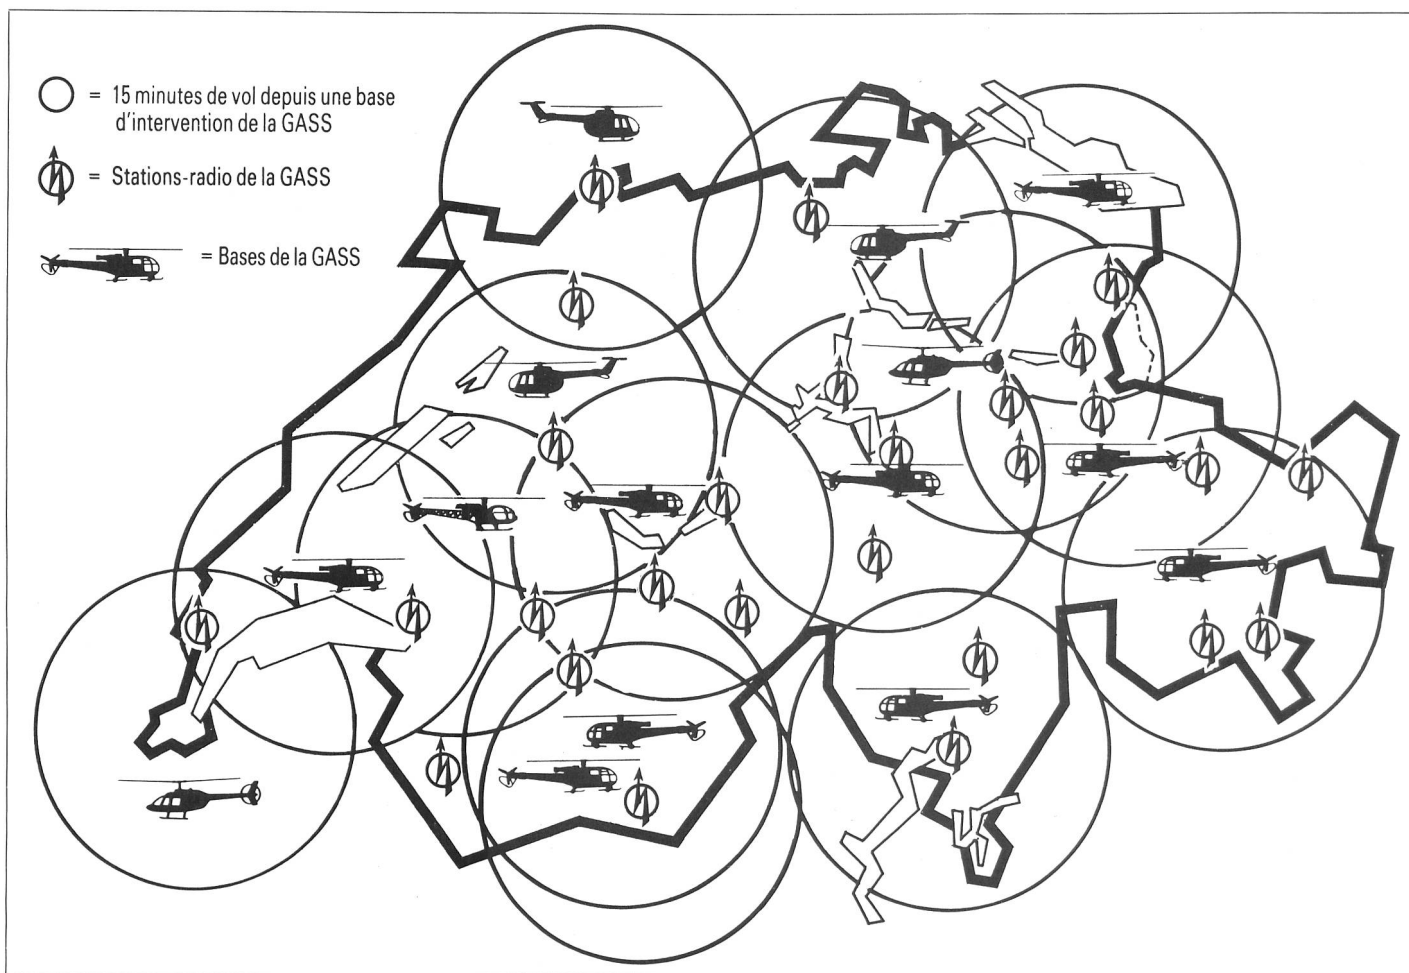 = 15 minutes de vol depuis une base
d'intervention de la GASS
= Stations-radio de la GASS
= Bases de la GASS